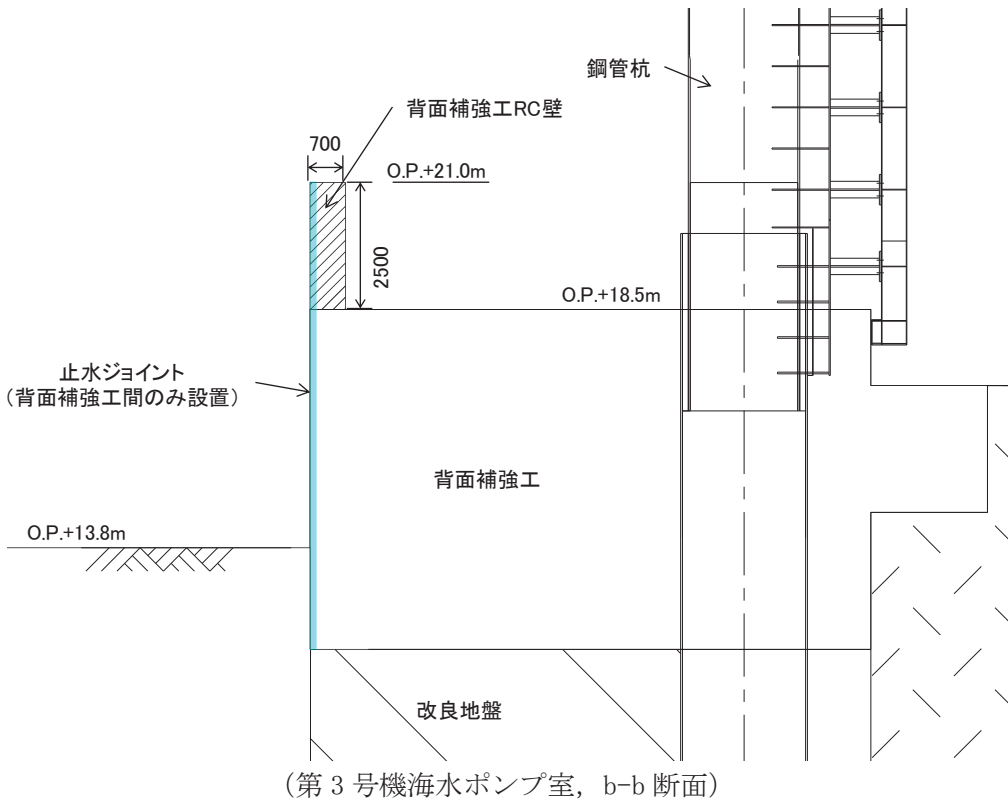 鋼管杭
背面補強工RC壁
700
O.P.+21.0m
2500
O.P.+18.5m
止水ジョイント
(背面補強工間のみ設置)
背面補強工
O.P.+13.8m
改良地盤
(第 3 号機海水ポンプ室, b-b 断面)